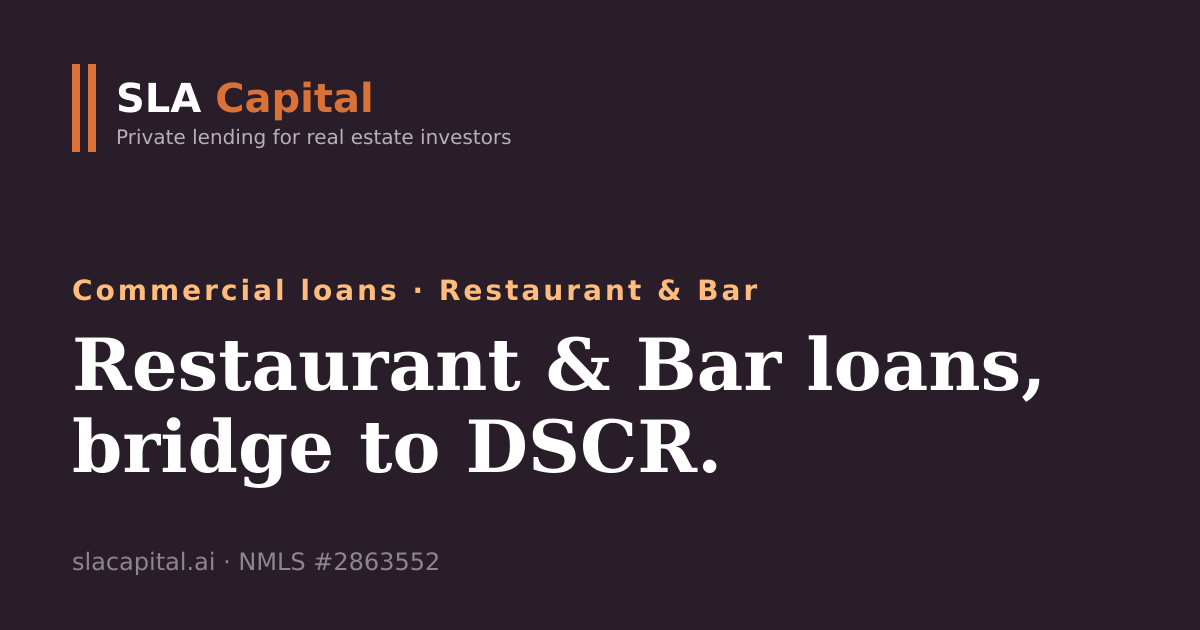 SLA Capital
Private lending for real estate investors
Commercial loans · Restaurant & Bar
Restaurant & Bar loans,
bridge to DSCR.
slacapital.ai · NMLS #2863552